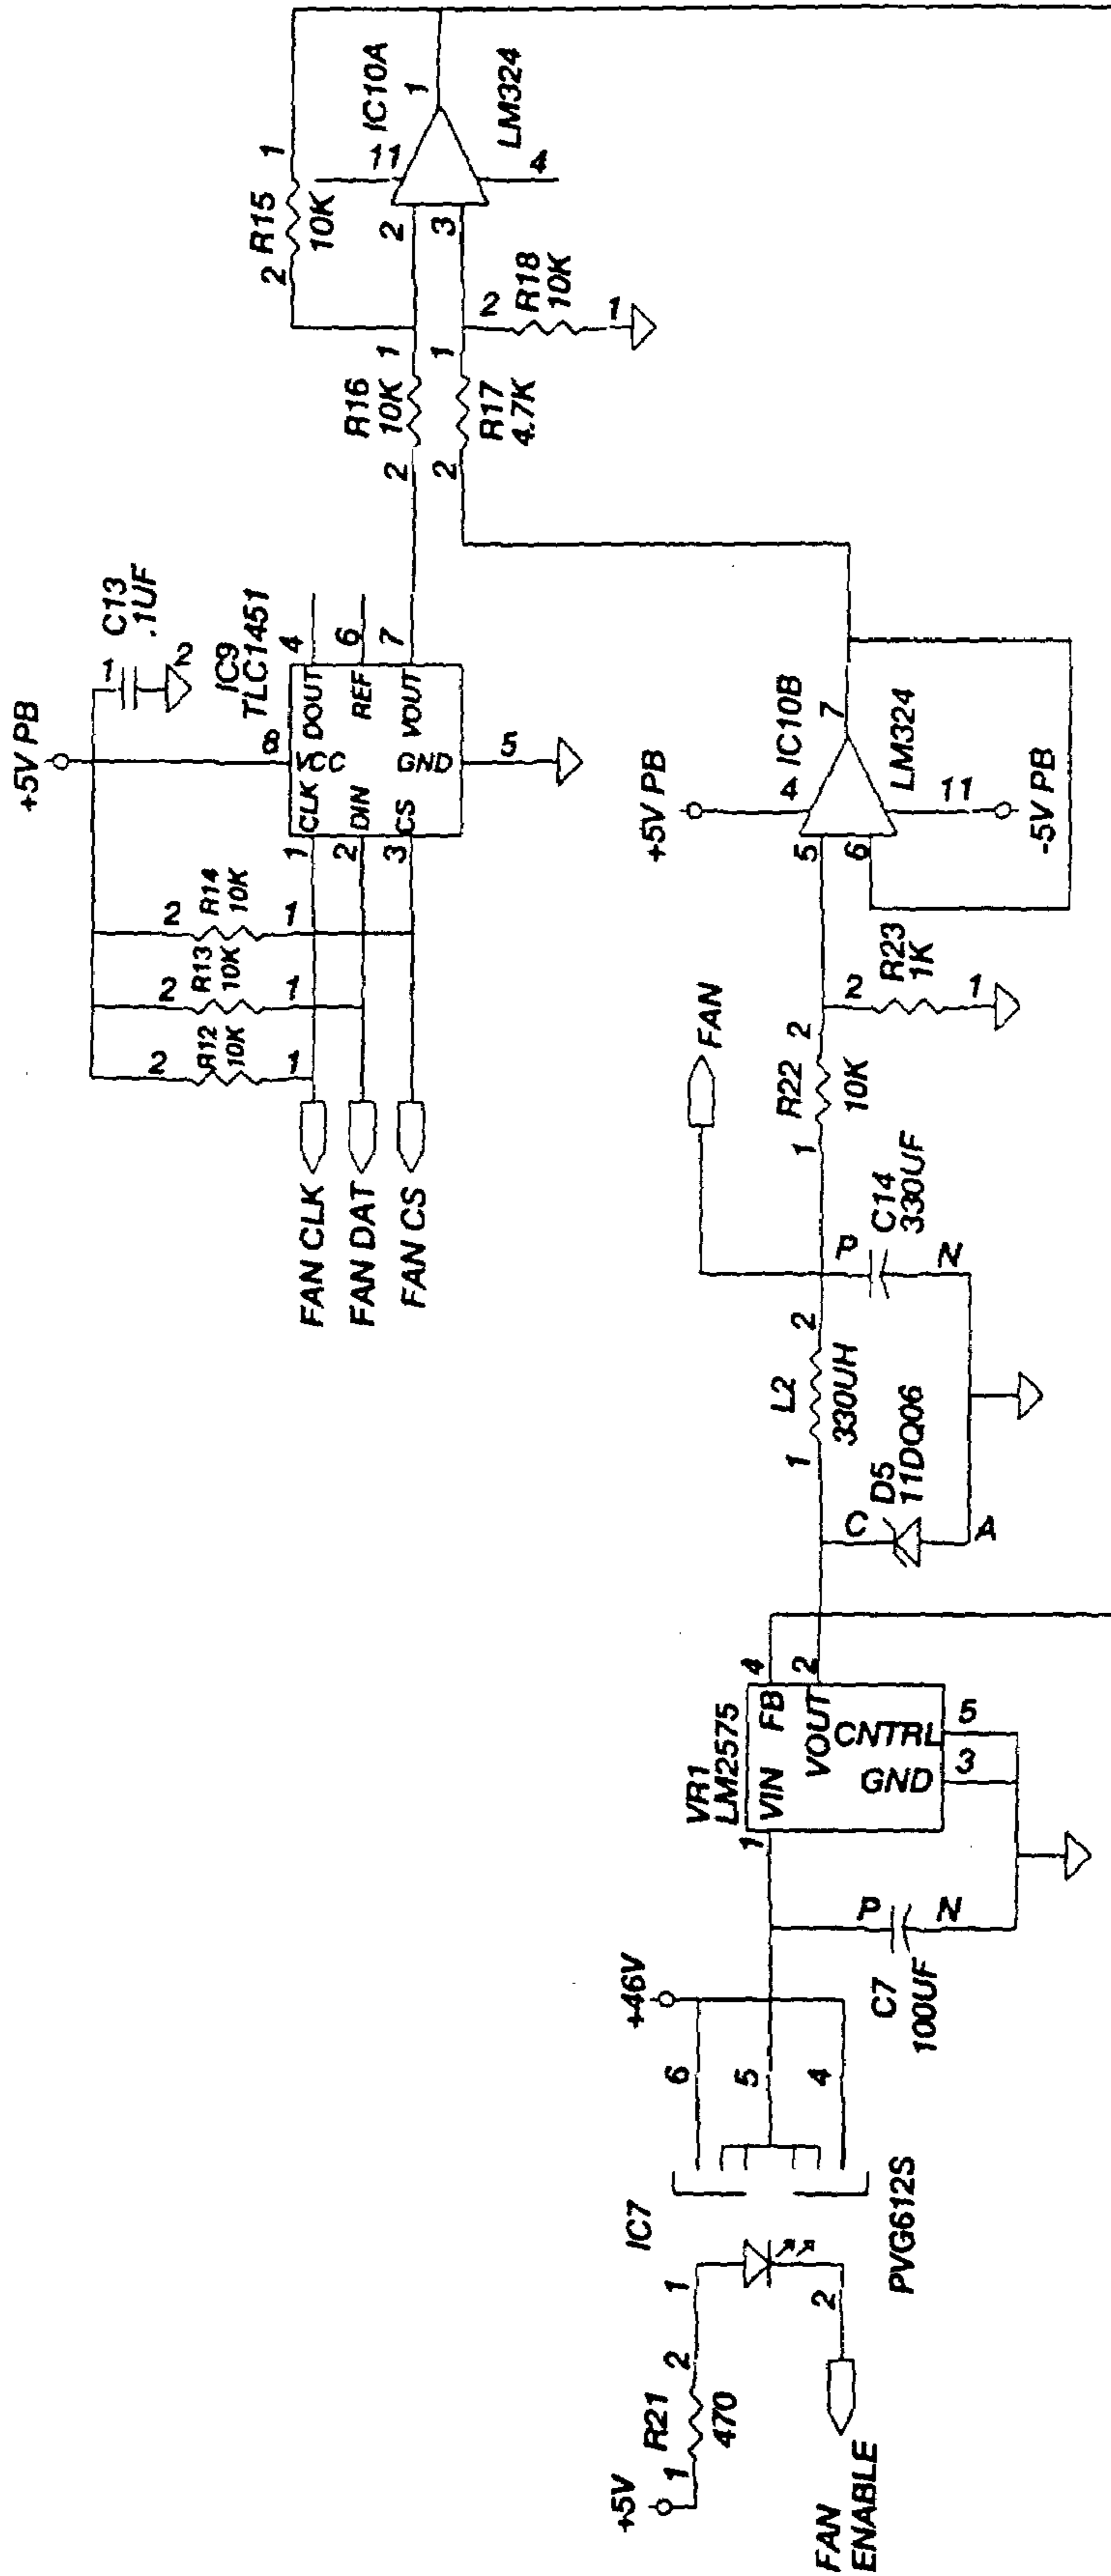 +5V PB
C13
.1UF
1
2
R12
10K
2
1
R13
10K
2
1
R14
10K
2
1
IC9
TLC1451
8
VCC
CLK
DIN
CS
DOUT
REF
VOUT
GND
1
2
3
4
6
7
5
FAN CLK
FAN DAT
FAN CS
R16
10K
2
1
R17
4.7K
2
1
R18
10K
2
1
R15
10K
2
1
IC10A
LM324
2
3
11
4
1
+5V PB
IC10B
LM324
4
5
6
7
11
-5V PB
FAN
R22
10K
1
2
R23
1K
2
1
L2
330UH
1
2
C14
330UF
P
N
D5
11DQ06
C
A
VR1
LM2575
VIN
FB
VOUT
CNTRL
GND
1
4
2
5
3
+46V
C7
100UF
P
N
IC7
PVG612S
6
5
4
1
2
+5V
R21
470
1
2
FAN
ENABLE